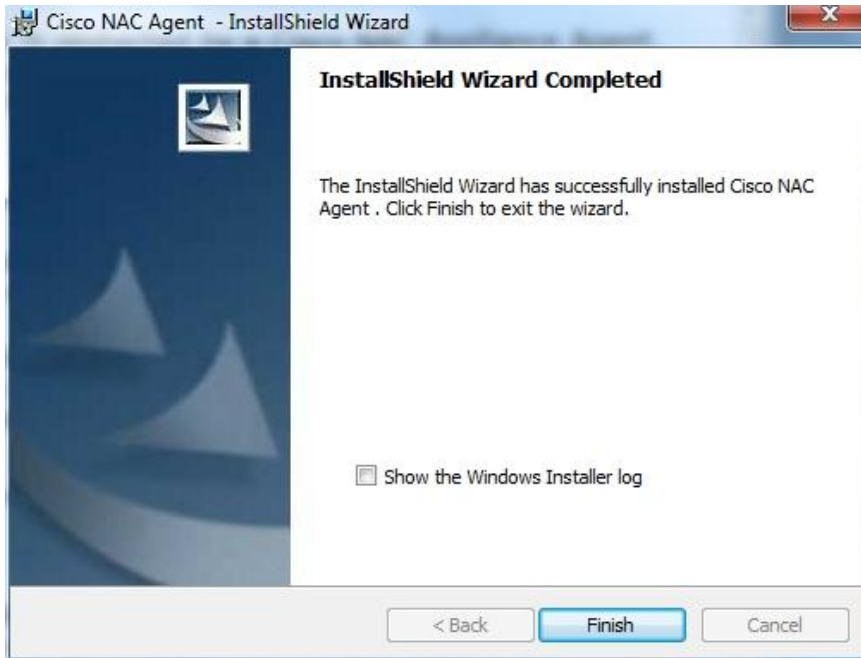 Cisco NAC Agent - InstallShield Wizard
InstallShield Wizard Completed
The InstallShield Wizard has successfully installed Cisco NAC
Agent . Click Finish to exit the wizard.
Show the Windows Installer log
< Back
Finish
Cancel